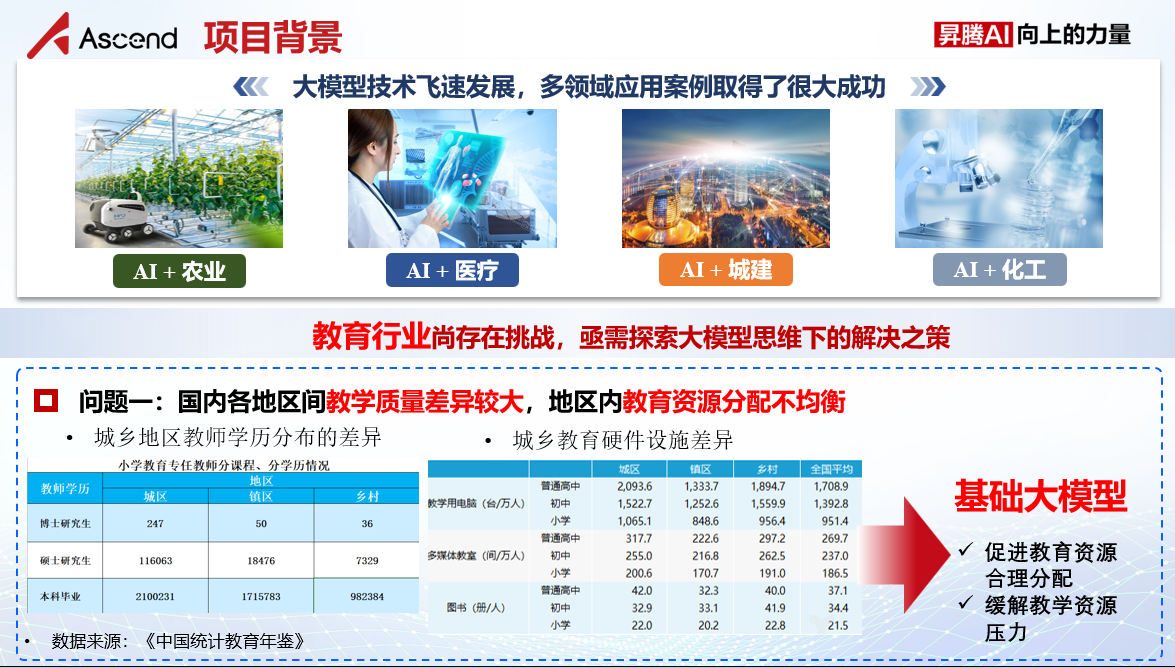 Ascend 项目背景
昇腾AI 向上的力量
大模型技术飞速发展，多领域应用案例取得了很大成功
AI + 农业
AI + 医疗
AI + 城建
AI + 化工
教育行业尚存在挑战，亟需探索大模型思维下的解决之策
问题一：国内各地区间教学质量差异较大，地区内教育资源分配不均衡
• 城乡地区教师学历分布的差异
小学教育专任教师分课程、分学历情况
教师学历 地区
城区 镇区 乡村
博士研究生 247 50 36
硕士研究生 116063 18476 7329
本科毕业 2100231 1715783 982384
• 城乡教育硬件设施差异
城区 镇区 乡村 全国平均
教学用电脑（台/万人） 普通高中 2,093.6 1,333.7 1,894.7 1,708.9
初中 1,522.7 1,252.6 1,559.9 1,392.8
小学 1,065.1 848.6 956.4 951.4
多媒体教室（间/万人） 普通高中 317.7 222.6 297.2 269.7
初中 255.0 216.8 262.5 237.0
小学 200.6 170.7 191.0 186.5
图书（册/人） 普通高中 42.0 32.3 40.0 37.1
初中 32.9 33.1 41.9 34.4
小学 22.0 20.2 22.8 21.5
基础大模型
✓ 促进教育资源
合理分配
✓ 缓解教学资源
压力
• 数据来源：《中国统计教育年鉴》